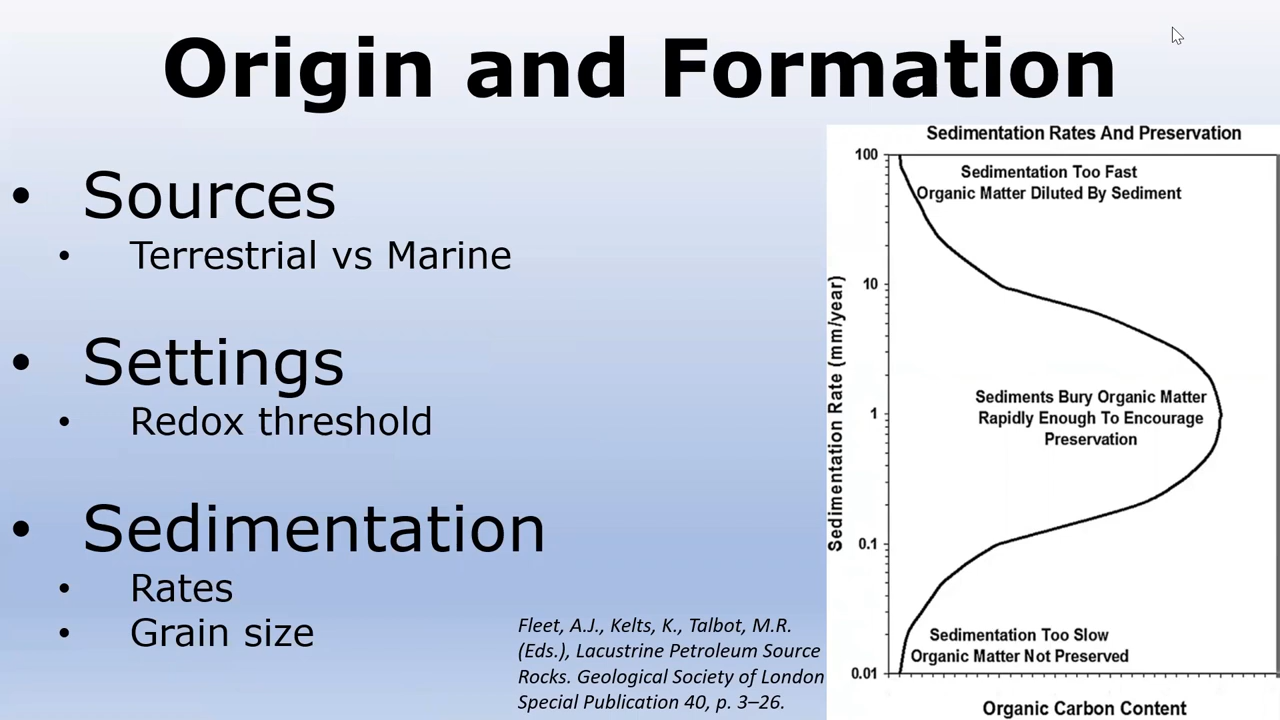 Origin and Formation
• Sources
• Terrestrial vs Marine
• Settings
• Redox threshold
• Sedimentation
• Rates
• Grain size
Fleet, A.J., Kelts, K., Talbot, M.R.
(Eds.), Lacustrine Petroleum Source
Rocks. Geological Society of London
Special Publication 40, p. 3–26.
Sedimentation Rates And Preservation
Sedimentation Rate (mm/year)
100
10
1
0.1
0.01
Sedimentation Too Fast
Organic Matter Diluted By Sediment
Sediments Bury Organic Matter
Rapidly Enough To Encourage
Preservation
Sedimentation Too Slow
Organic Matter Not Preserved
Organic Carbon Content